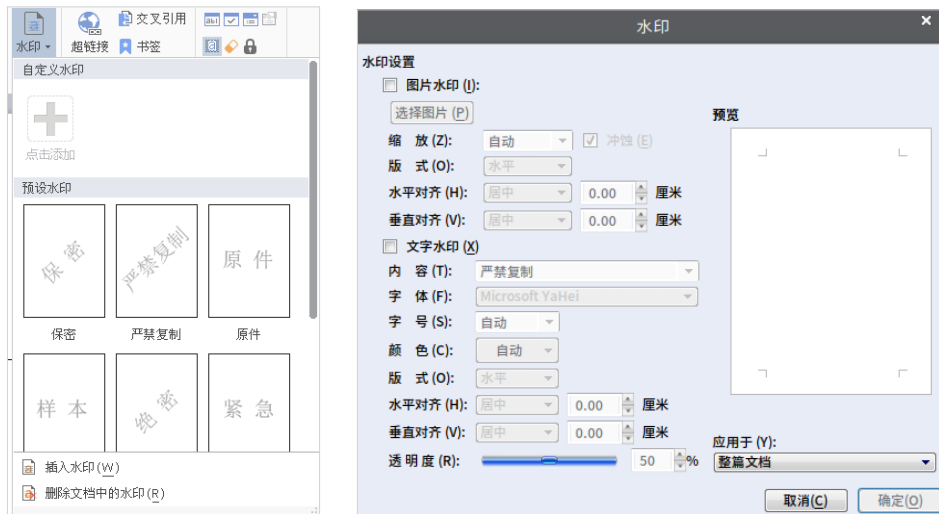 交叉引用
水印
超链接
书签
自定义水印
点击添加
预设水印
保密
严禁复制
原件
保密
严禁复制
原件
样本
绝密
紧急
插入水印(W)
删除文档中的水印(R)
水印
水印设置
图片水印 (I):
选择图片 (P)
缩 放 (Z): 自动 冲蚀 (E)
版 式 (O): 水平
水平对齐 (H): 居中 0.00 厘米
垂直对齐 (V): 居中 0.00 厘米
文字水印 (X)
内 容 (T): 严禁复制
字 体 (F): Microsoft YaHei
字 号 (S): 自动
颜 色 (C): 自动
版 式 (O): 水平
水平对齐 (H): 居中 0.00 厘米
垂直对齐 (V): 居中 0.00 厘米
透 明 度 (R): 50 %
预览
应用于 (Y):
整篇文档
取消(C) 确定(O)